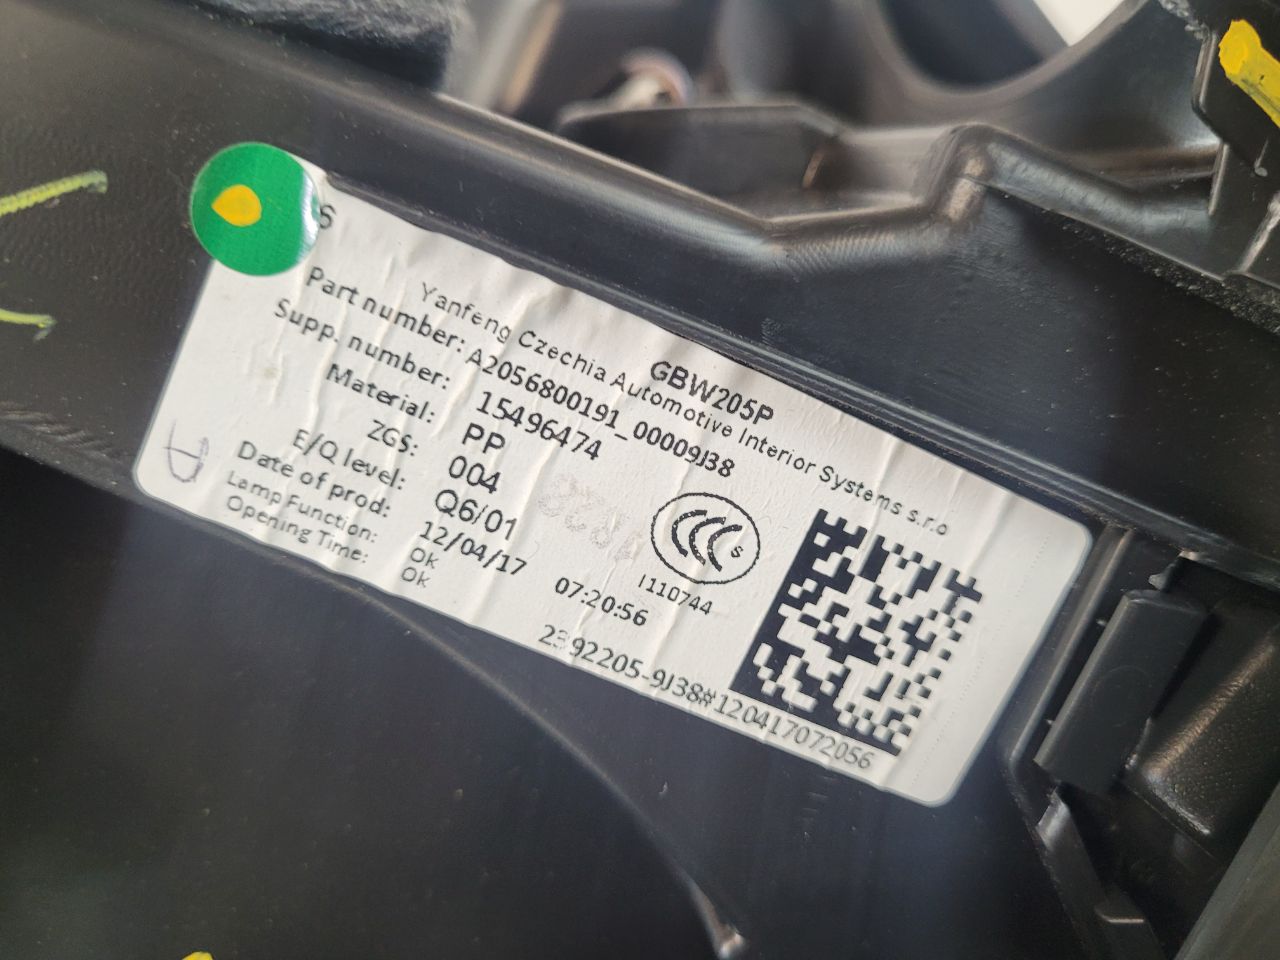 S
GBW205P
Yanfeng Czechia Automotive Interior Systems s.r.o
Part number: A2056800191_00009J38
Supp. number: 15496474
Material: PP
ZGS: 004
E/Q level: Q6/01
Date of prod: 12/04/17 07:20:56
Lamp Function: Ok
Opening Time: Ok
CCC S
I110744
2392205-9J38#120417072056